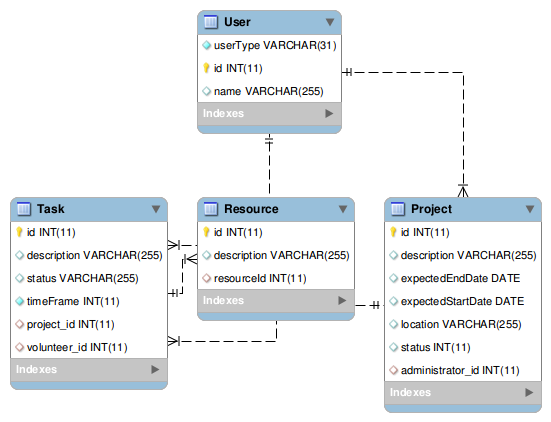 User
userType VARCHAR(31)
id INT(11)
name VARCHAR(255)
Indexes
Task
id INT(11)
description VARCHAR(255)
status VARCHAR(255)
timeFrame INT(11)
project_id INT(11)
volunteer_id INT(11)
Indexes
Resource
id INT(11)
description VARCHAR(255)
resourceId INT(11)
Indexes
Project
id INT(11)
description VARCHAR(255)
expectedEndDate DATE
expectedStartDate DATE
location VARCHAR(255)
status INT(11)
administrator_id INT(11)
Indexes